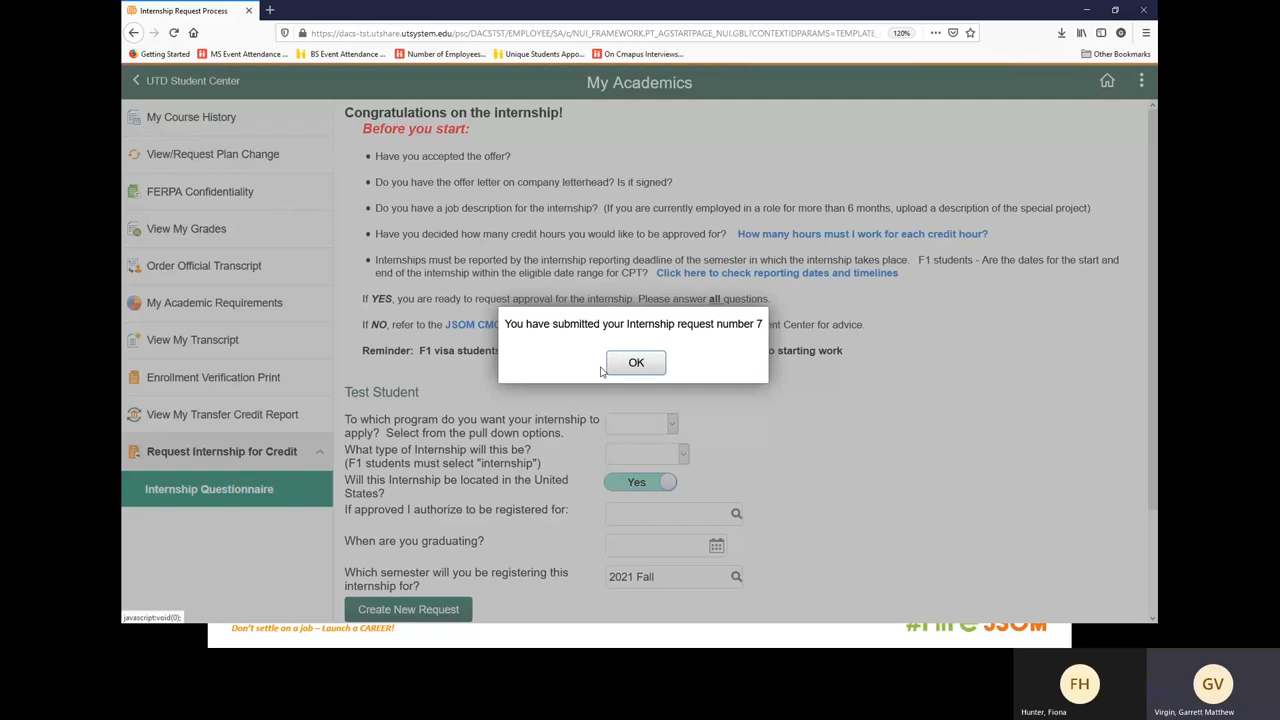 Internship Request Process
https://dacs-tst.utshare.utsystem.edu/psc/DACSTST/EMPLOYEE/SA/c/NUI_FRAMEWORK.PT_AGSTARTPAGE_NUI.GBL?CONTEXTIDPARAMS=TEMPLATE_
120%
Getting Started
MS Event Attendance ...
BS Event Attendance ...
Number of Employees...
Unique Students Appo...
On Cmapus Interviews...
Other Bookmarks
UTD Student Center
My Academics
My Course History
View/Request Plan Change
FERPA Confidentiality
View My Grades
Order Official Transcript
My Academic Requirements
View My Transcript
Enrollment Verification Print
View My Transfer Credit Report
Request Internship for Credit
Internship Questionnaire
Congratulations on the internship!
Before you start:
• Have you accepted the offer?
• Do you have the offer letter on company letterhead? Is it signed?
• Do you have a job description for the internship? (If you are currently employed in a role for more than 6 months, upload a description of the special project)
• Have you decided how many credit hours you would like to be approved for? How many hours must I work for each credit hour?
• Internships must be reported by the internship reporting deadline of the semester in which the internship takes place. F1 students - Are the dates for the start and
end of the internship within the eligible date range for CPT? Click here to check reporting dates and timelines
If YES, you are ready to request approval for the internship. Please answer all questions.
If NO, refer to the JSOM CMC
nt Center for advice.
Reminder: F1 visa students
o starting work
You have submitted your Internship request number 7
OK
Test Student
To which program do you want your internship to
apply? Select from the pull down options.
What type of Internship will this be?
(F1 students must select "internship")
Will this Internship be located in the United
States?
Yes
If approved I authorize to be registered for:
When are you graduating?
Which semester will you be registering this
internship for?
2021 Fall
Create New Request
javascript:void(0);
Don't settle on a job – Launch a CAREER!
#Hire JSOM
FH
Hunter, Fiona
GV
Virgin, Garrett Matthew